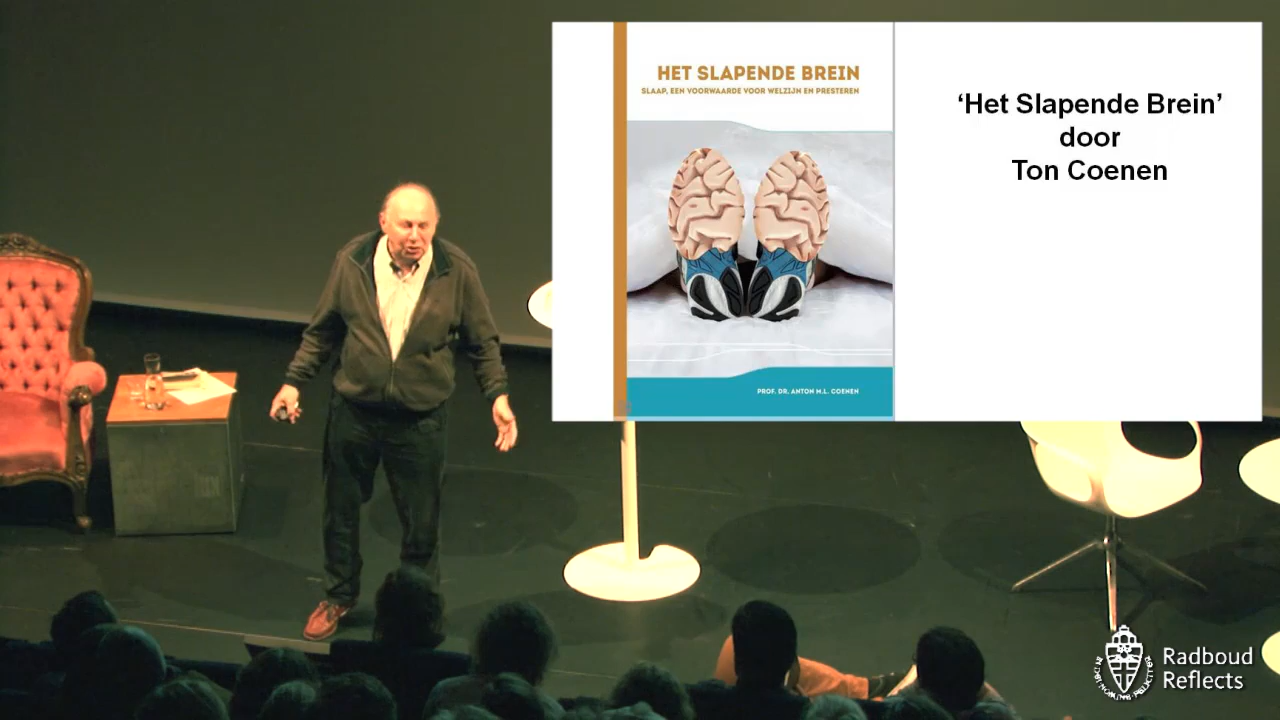 HET SLAPENDE BREIN
SLAAP, EEN VOORWAARDE VOOR WELZIJN EN PRESTEREN
PROF. DR. ANTON M.L. COENEN
‘Het Slapende Brein’
door
Ton Coenen
Radboud
Reflects